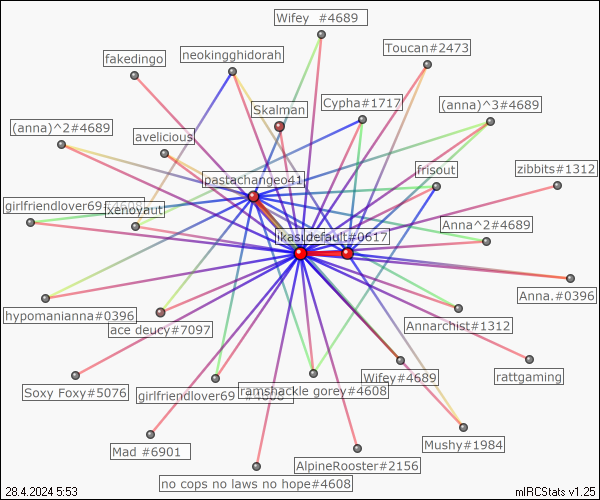 Wifey #4689
Toucan#2473
neokingghidorah
fakedingo
Skalman
Cypha#1717
(anna)^3#4689
(anna)^2#4689
avelicious
frisout
zibbits#1312
pastachangeo41
girlfriendlover69
xenoyaut
Anna^2#4689
default#0617
Anna.#0396
hypomanianna#0396
ace deucy#7097
Annarchist#1312
Soxy Foxy#5076
girlfriendlover69
ramshackle gorey#4608
Wifey#4689
rattgaming
Mad #6901
Mushy#1984
AlpineRooster#2156
no cops no laws no hope#4608
28.4.2024 5:53
mIRCStats v1.25